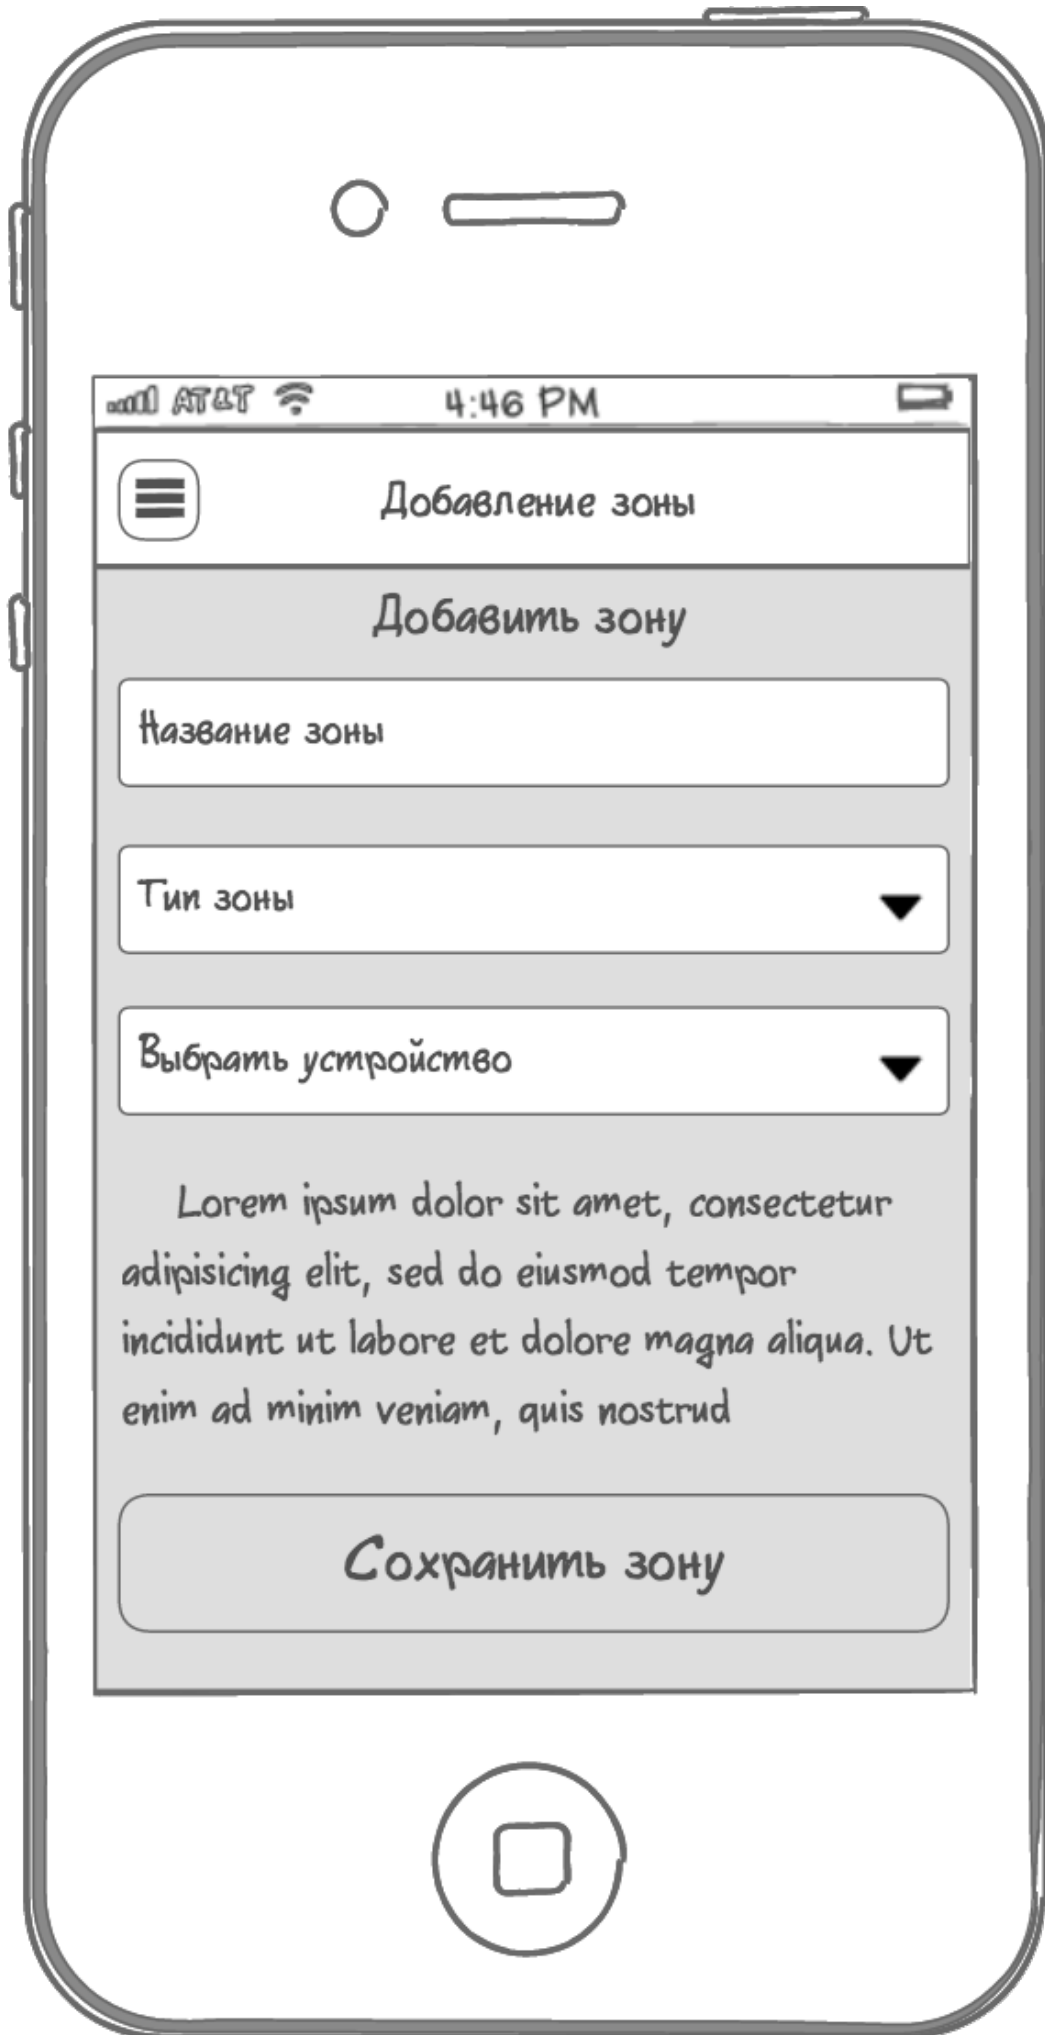 AT&T 4:46 PM
Добавление зоны
Добавить зону
Название зоны
Тип зоны
Выбрать устройство
Lorem ipsum dolor sit amet, consectetur
adipisicing elit, sed do eiusmod tempor
incididunt ut labore et dolore magna aliqua. Ut
enim ad minim veniam, quis nostrud
Сохранить зону